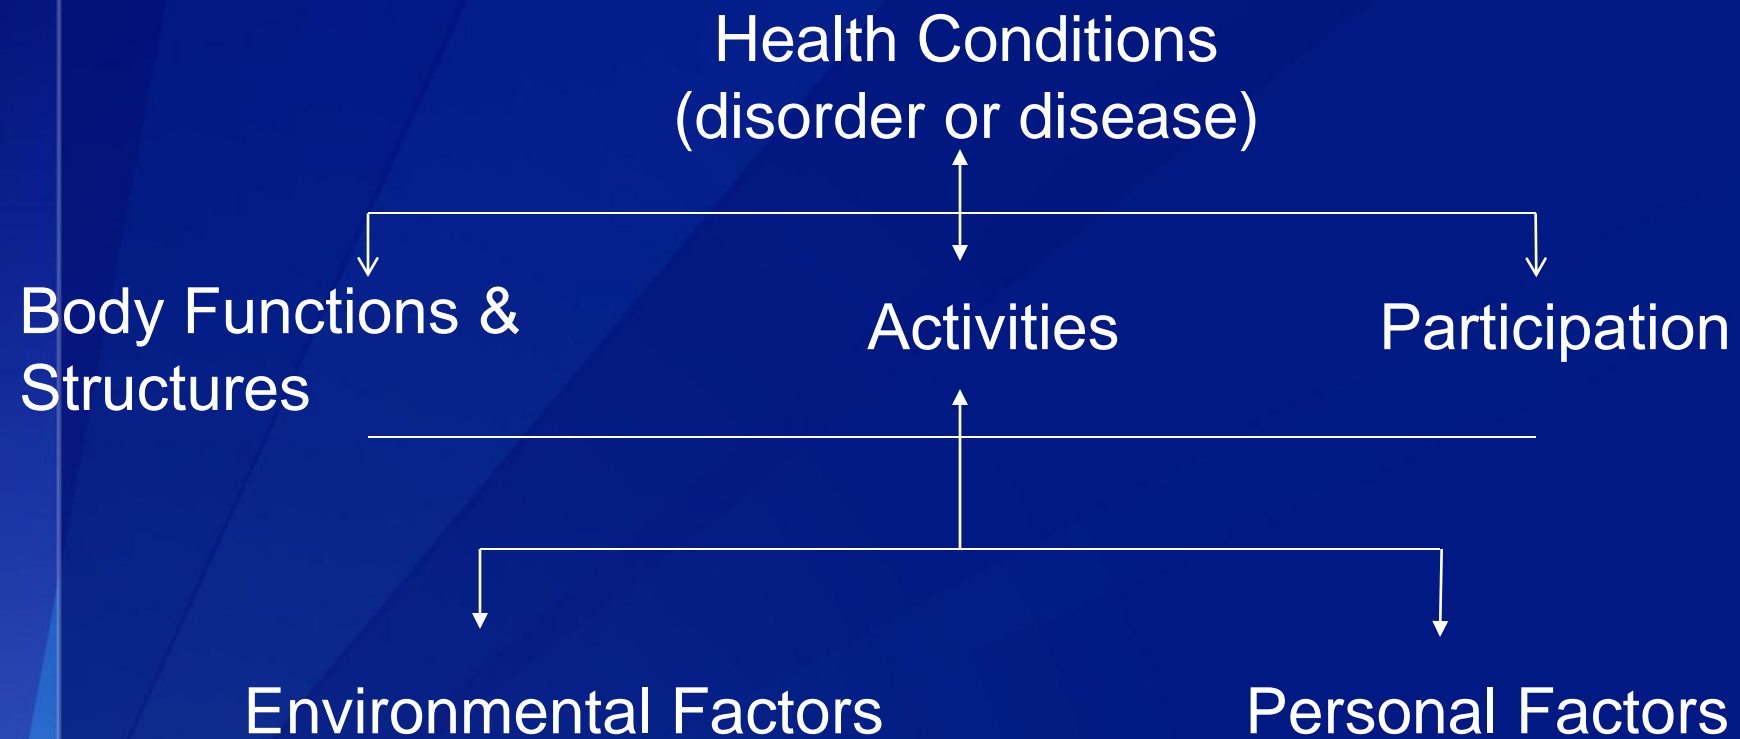 Health Conditions
(disorder or disease)
Body Functions &
Structures
Activities
Participation
Environmental Factors
Personal Factors